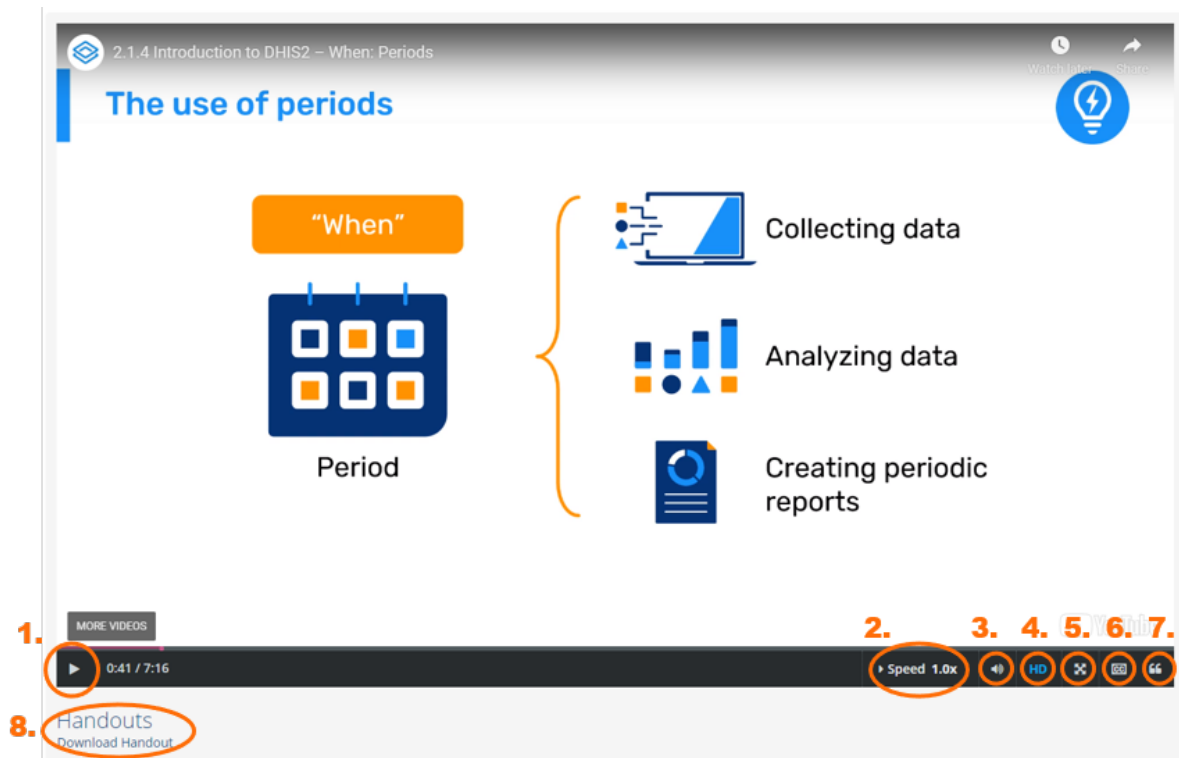 2.1.4 Introduction to DHIS2 – When: Periods
Watch later
Share
The use of periods
“When”
Period
Collecting data
Analyzing data
Creating periodic
reports
MORE VIDEOS
YouTube
1.
2.
3.
4.
5.
6.
7.
0:41 / 7:16
Speed 1.0x
HD
CC
8.
Handouts
Download Handout